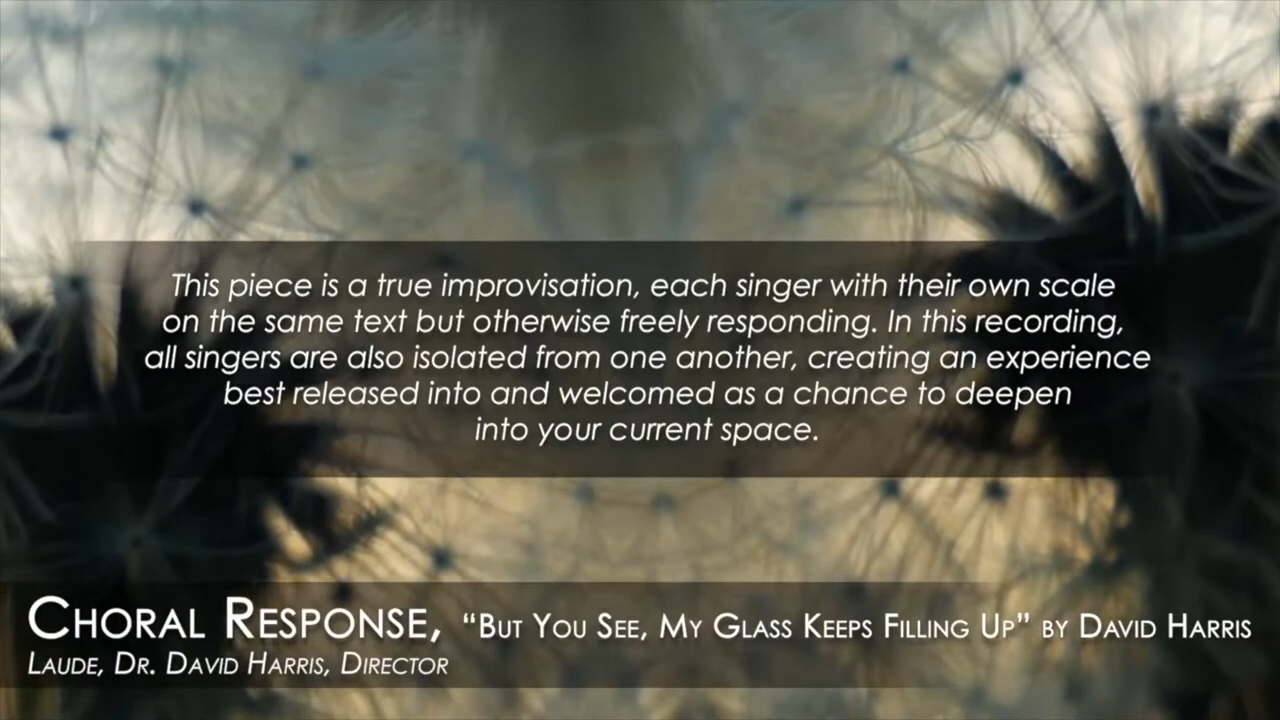 This piece is a true improvisation, each singer with their own scale
on the same text but otherwise freely responding. In this recording,
all singers are also isolated from one another, creating an experience
best released into and welcomed as a chance to deepen
into your current space.
Choral Response, “But You See, My Glass Keeps Filling Up” by David Harris
Laude, Dr. David Harris, Director